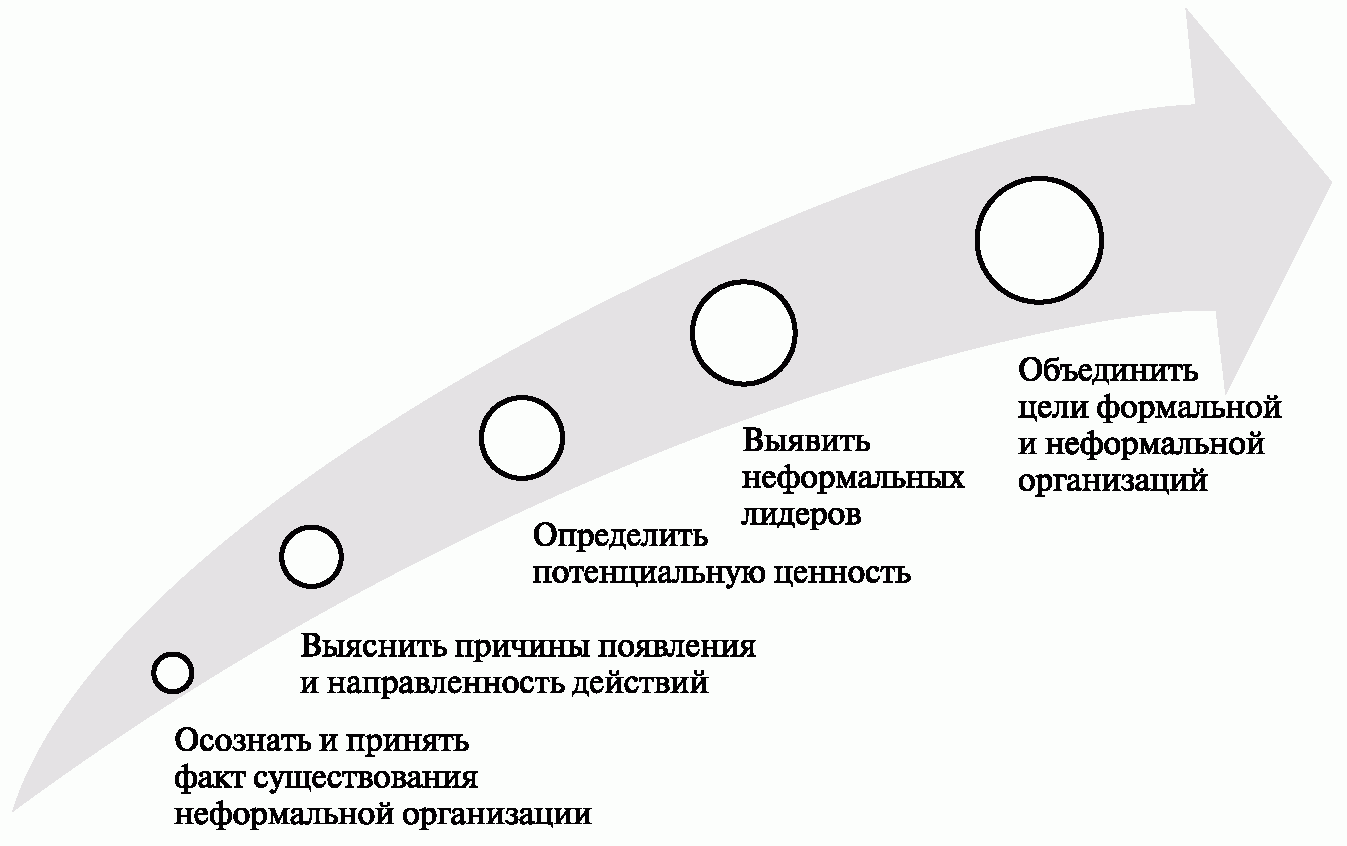 Объединить
цели формальной
и неформальной
организаций
Выявить
неформальных
лидеров
Определить
потенциальную ценность
Выяснить причины появления
и направленность действий
Осознать и принять
факт существования
неформальной организации